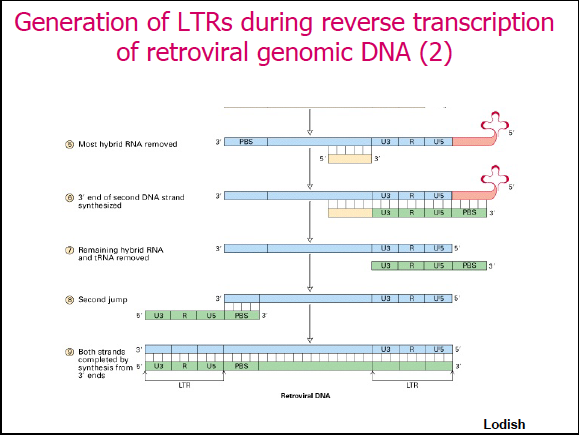 Generation of LTRs during reverse transcription
of retroviral genomic DNA (2)
5 Most hybrid RNA removed
3' PBS U3 R U5 5'
5' 3'
6 3' end of second DNA strand
synthesized
3' U3 R U5 5'
U3 R U5 PBS 3'
7 Remaining hybrid RNA
and tRNA removed
3' U3 R U5 5'
U3 R U5 PBS 3'
8 Second jump
3' U3 R U5 5'
5' U3 R U5 PBS 3'
9 Both strands
completed by
synthesis from
3' ends
3' U3 R U5 5'
5' U3 R U5 PBS U3 R U5 3'
LTR LTR
Retroviral DNA
Lodish